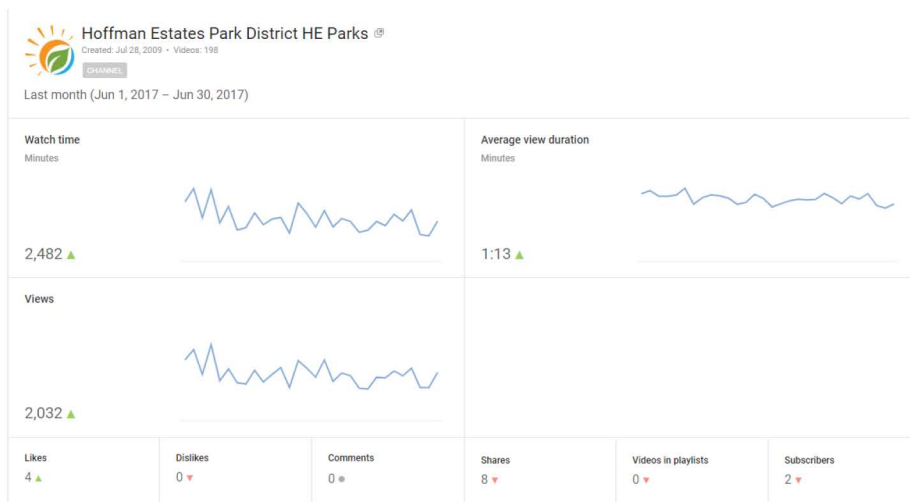 Hoffman Estates Park District HE Parks
Created: Jul 28, 2009 • Videos: 198
CHANNEL
Last month (Jun 1, 2017 – Jun 30, 2017)
Watch time
Minutes
2,482
Average view duration
Minutes
1:13
Views
2,032
Likes
4
Dislikes
0
Comments
0
Shares
8
Videos in playlists
0
Subscribers
2